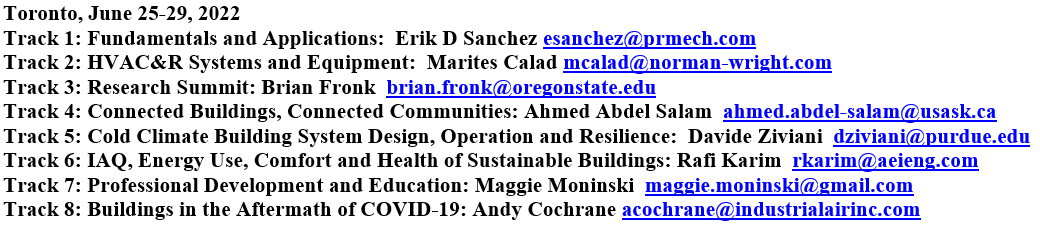 Toronto, June 25-29, 2022
Track 1: Fundamentals and Applications:  Erik D Sanchez esanchez@prmech.com
Track 2: HVAC&R Systems and Equipment:  Marites Calad mcalad@norman-wright.com
Track 3: Research Summit: Brian Fronk  brian.fronk@oregonstate.edu
Track 4: Connected Buildings, Connected Communities: Ahmed Abdel Salam  ahmed.abdel-salam@usask.ca
Track 5: Cold Climate Building System Design, Operation and Resilience:  Davide Ziviani  dziviani@purdue.edu
Track 6: IAQ, Energy Use, Comfort and Health of Sustainable Buildings: Rafi Karim  rkarim@aeieng.com
Track 7: Professional Development and Education: Maggie Moninski  maggie.moninski@gmail.com
Track 8: Buildings in the Aftermath of COVID-19: Andy Cochrane acochrane@industrialairinc.com